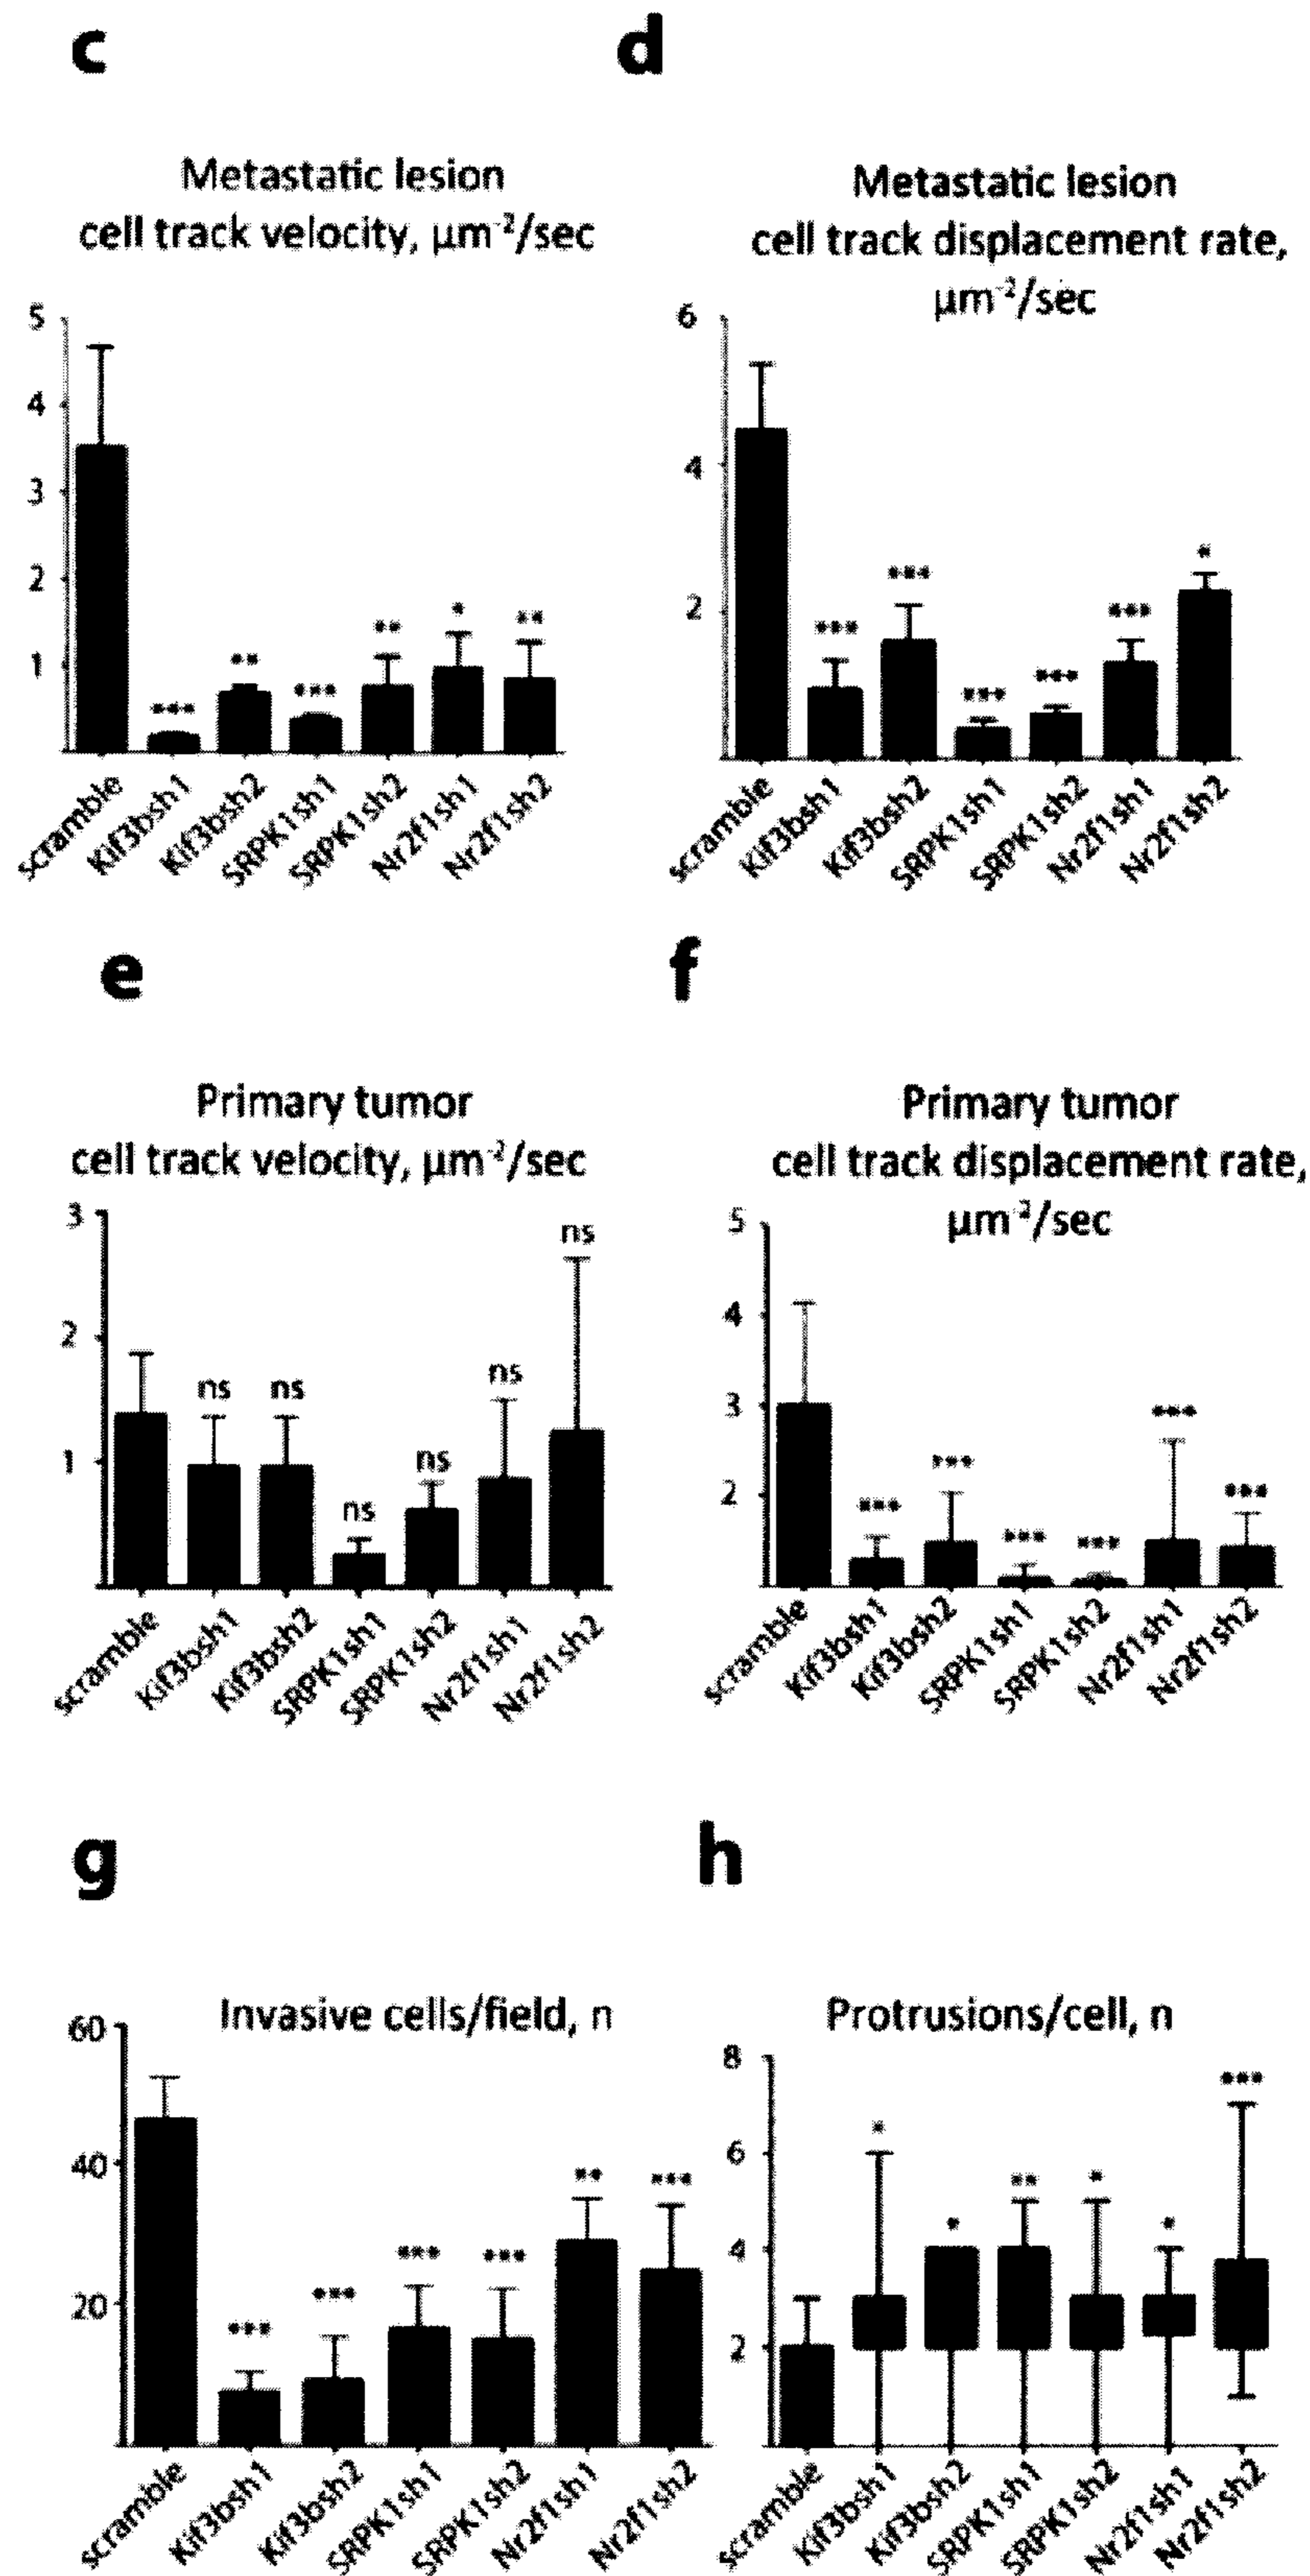 c
d
Metastatic lesion
cell track velocity, µm⁻²/sec
Metastatic lesion
cell track displacement rate,
µm⁻²/sec
5
4
3
2
1
***
**
***
**
*
**
scramble
Kif3bsh1
Kif3bsh2
SRPK1sh1
SRPK1sh2
Nr2f1sh1
Nr2f1sh2
6
4
2
***
***
***
***
***
*
scramble
Kif3bsh1
Kif3bsh2
SRPK1sh1
SRPK1sh2
Nr2f1sh1
Nr2f1sh2
e
f
Primary tumor
cell track velocity, µm⁻²/sec
Primary tumor
cell track displacement rate,
µm⁻²/sec
3
2
1
ns
ns
ns
ns
ns
ns
scramble
Kif3bsh1
Kif3bsh2
SRPK1sh1
SRPK1sh2
Nr2f1sh1
Nr2f1sh2
5
4
3
2
***
***
***
***
***
***
scramble
Kif3bsh1
Kif3bsh2
SRPK1sh1
SRPK1sh2
Nr2f1sh1
Nr2f1sh2
g
h
Invasive cells/field, n
Protrusions/cell, n
60
40
20
***
***
***
***
**
***
scramble
Kif3bsh1
Kif3bsh2
SRPK1sh1
SRPK1sh2
Nr2f1sh1
Nr2f1sh2
8
6
4
2
*
*
**
*
*
***
scramble
Kif3bsh1
Kif3bsh2
SRPK1sh1
SRPK1sh2
Nr2f1sh1
Nr2f1sh2